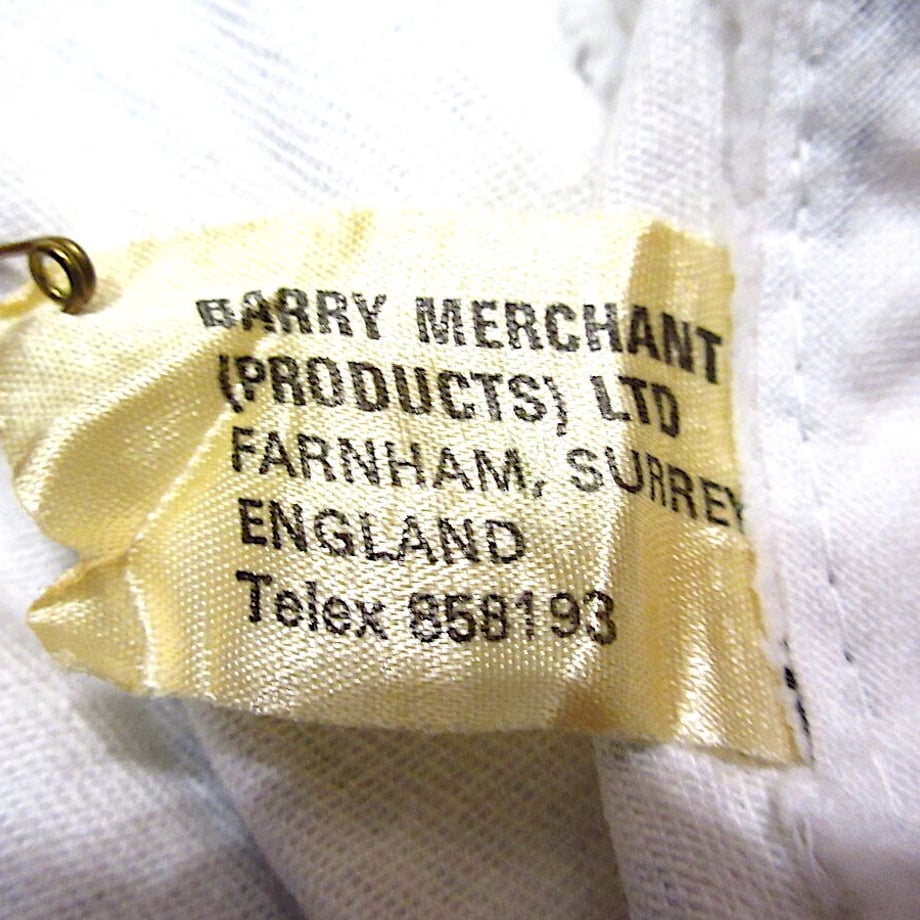 BARRY MERCHANT
(PRODUCTS) LTD
FARNHAM, SURREY
ENGLAND
Telex 858193